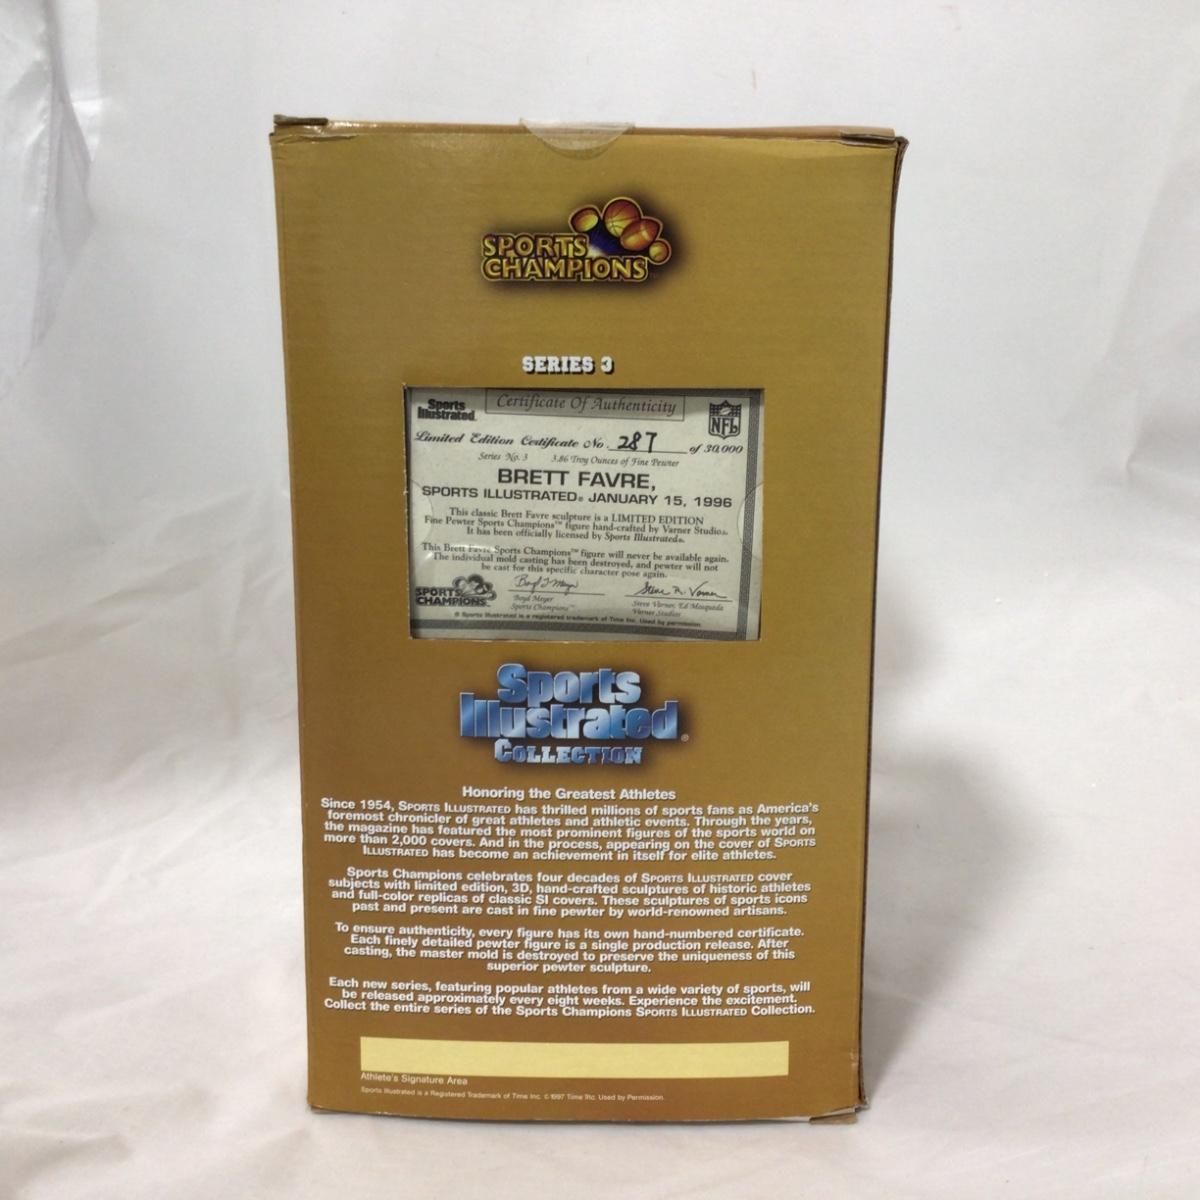 SPORTS
CHAMPIONS
SERIES 3
Sports
Illustrated
Certificate Of Authenticity
NFL
Limited Edition Certificate No. 287 of 30,000
Series No. 3 3.86 Troy Ounces of Fine Pewter
BRETT FAVRE,
SPORTS ILLUSTRATED® JANUARY 15, 1996
This classic Brett Favre sculpture is a LIMITED EDITION
Fine Pewter Sports Champions™ figure hand-crafted by Varner Studios.
It has been officially licensed by Sports Illustrated®.
This Brett Favre Sports Champions™ figure will never be available again.
The individual mold casting has been destroyed, and pewter will not
be cast for this specific character pose again.
SPORTS
CHAMPIONS
Boyd Meyer
Sports Champions™
Steve Varner, Ed Mosqueda
Varner Studios
® Sports Illustrated is a registered trademark of Time Inc. Used by permission.
Sports
Illustrated®
COLLECTION
Honoring the Greatest Athletes
Since 1954, SPORTS ILLUSTRATED has thrilled millions of sports fans as America's
foremost chronicler of great athletes and athletic events. Through the years,
the magazine has featured the most prominent figures of the sports world on
more than 2,000 covers. And in the process, appearing on the cover of SPORTS
ILLUSTRATED has become an achievement in itself for elite athletes.
Sports Champions celebrates four decades of SPORTS ILLUSTRATED cover
subjects with limited edition, 3D, hand-crafted sculptures of historic athletes
and full-color replicas of classic SI covers. These sculptures of sports icons
past and present are cast in fine pewter by world-renowned artisans.
To ensure authenticity, every figure has its own hand-numbered certificate.
Each finely detailed pewter figure is a single production release. After
casting, the master mold is destroyed to preserve the uniqueness of this
superior pewter sculpture.
Each new series, featuring popular athletes from a wide variety of sports, will
be released approximately every eight weeks. Experience the excitement.
Collect the entire series of the Sports Champions SPORTS ILLUSTRATED Collection.
Athlete's Signature Area
Sports Illustrated is a Registered Trademark of Time Inc. © 1997 Time Inc. Used by Permission.